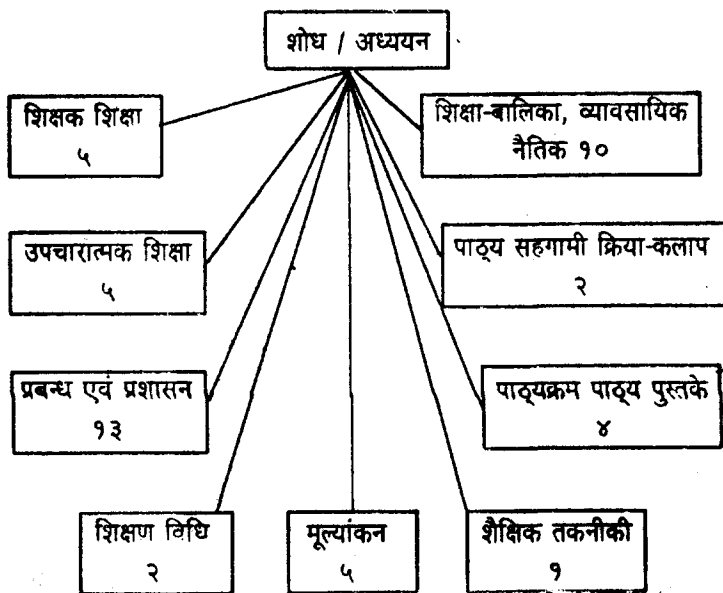 शोध / अध्ययन
शिक्षक शिक्षा
५
शिक्षा-बालिका, व्यावसायिक
नैतिक १०
उपचारात्मक शिक्षा
५
पाठ्य सहगामी क्रिया-कलाप
२
प्रबन्ध एवं प्रशासन
१३
पाठ्यक्रम पाठ्य पुस्तके
४
शिक्षण विधि
२
मूल्यांकन
५
शैक्षिक तकनीकी
१